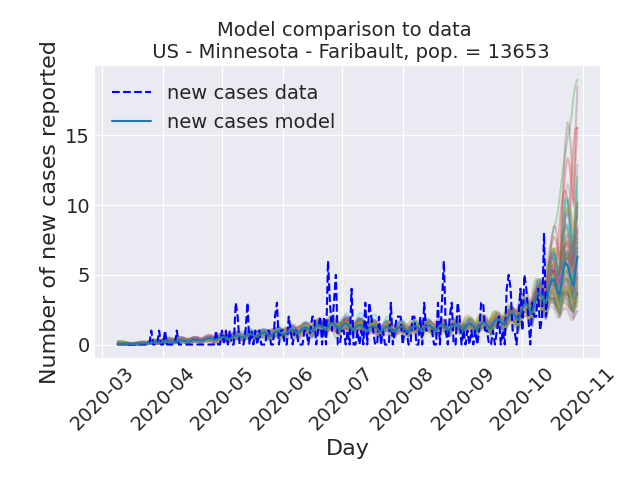 Model comparison to data
US - Minnesota - Faribault, pop. = 13653
Number of new cases reported
new cases data
new cases model
15
10
5
0
2020-03
2020-04
2020-05
2020-06
2020-07
2020-08
2020-09
2020-10
2020-11
Day